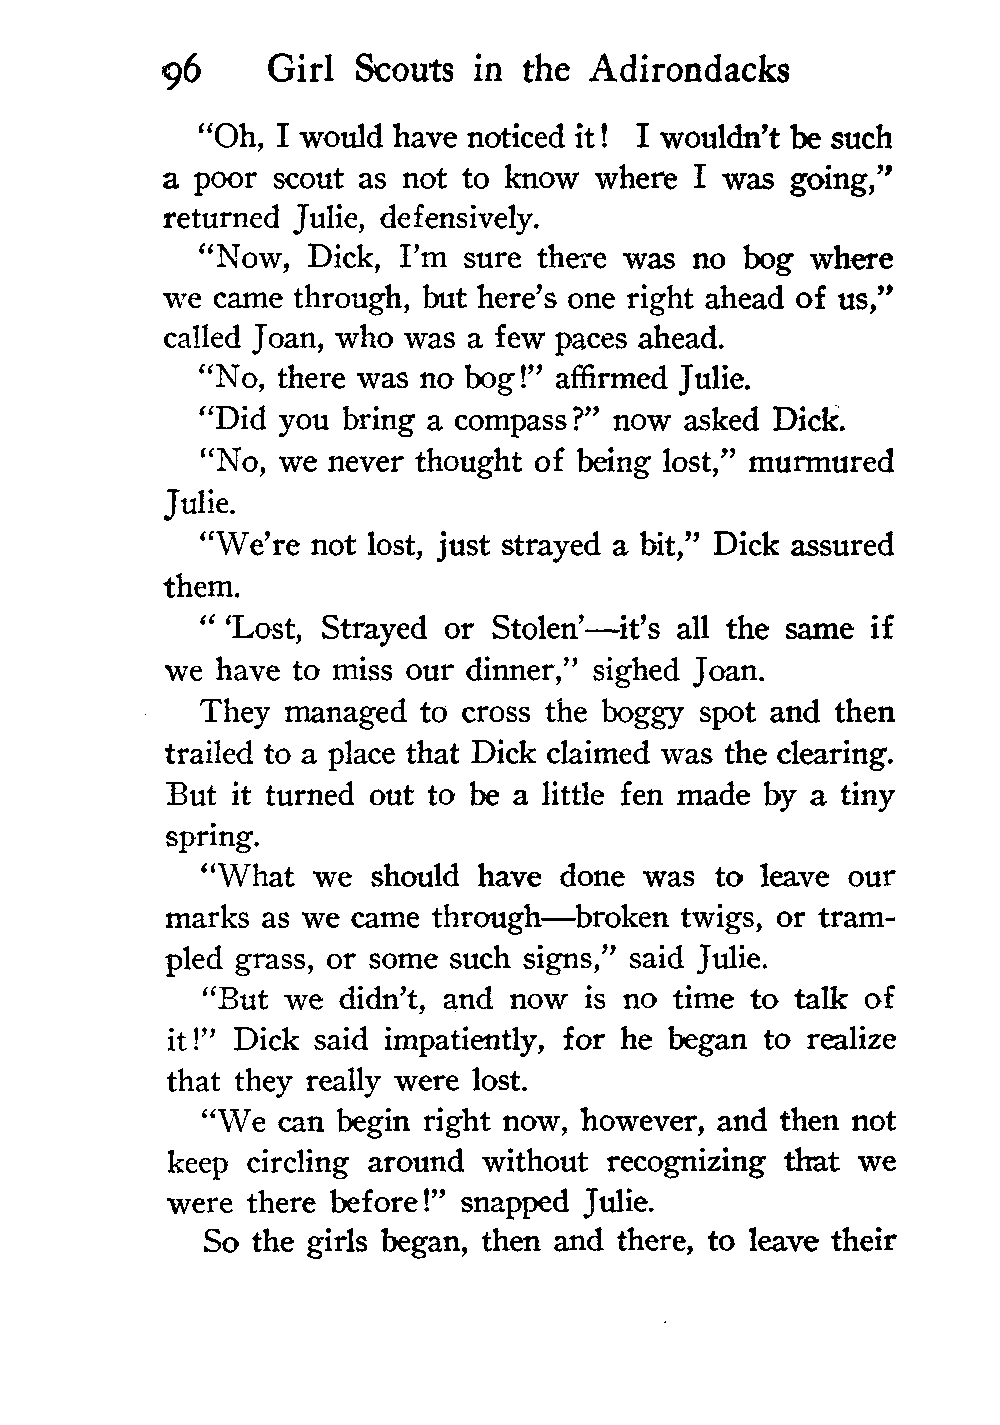 96 Girl Scouts in the Adirondacks
“Oh, I would have noticed it! I wouldn’t be such
a poor scout as not to know where I was going,”
returned Julie, defensively.
“Now, Dick, I’m sure there was no bog where
we came through, but here’s one right ahead of us,”
called Joan, who was a few paces ahead.
“No, there was no bog!” affirmed Julie.
“Did you bring a compass?” now asked Dick.
“No, we never thought of being lost,” murmured
Julie.
“We’re not lost, just strayed a bit,” Dick assured
them.
“ ‘Lost, Strayed or Stolen’—it’s all the same if
we have to miss our dinner,” sighed Joan.
They managed to cross the boggy spot and then
trailed to a place that Dick claimed was the clearing.
But it turned out to be a little fen made by a tiny
spring.
“What we should have done was to leave our
marks as we came through—broken twigs, or tram-
pled grass, or some such signs,” said Julie.
“But we didn’t, and now is no time to talk of
it!” Dick said impatiently, for he began to realize
that they really were lost.
“We can begin right now, however, and then not
keep circling around without recognizing that we
were there before!” snapped Julie.
So the girls began, then and there, to leave their